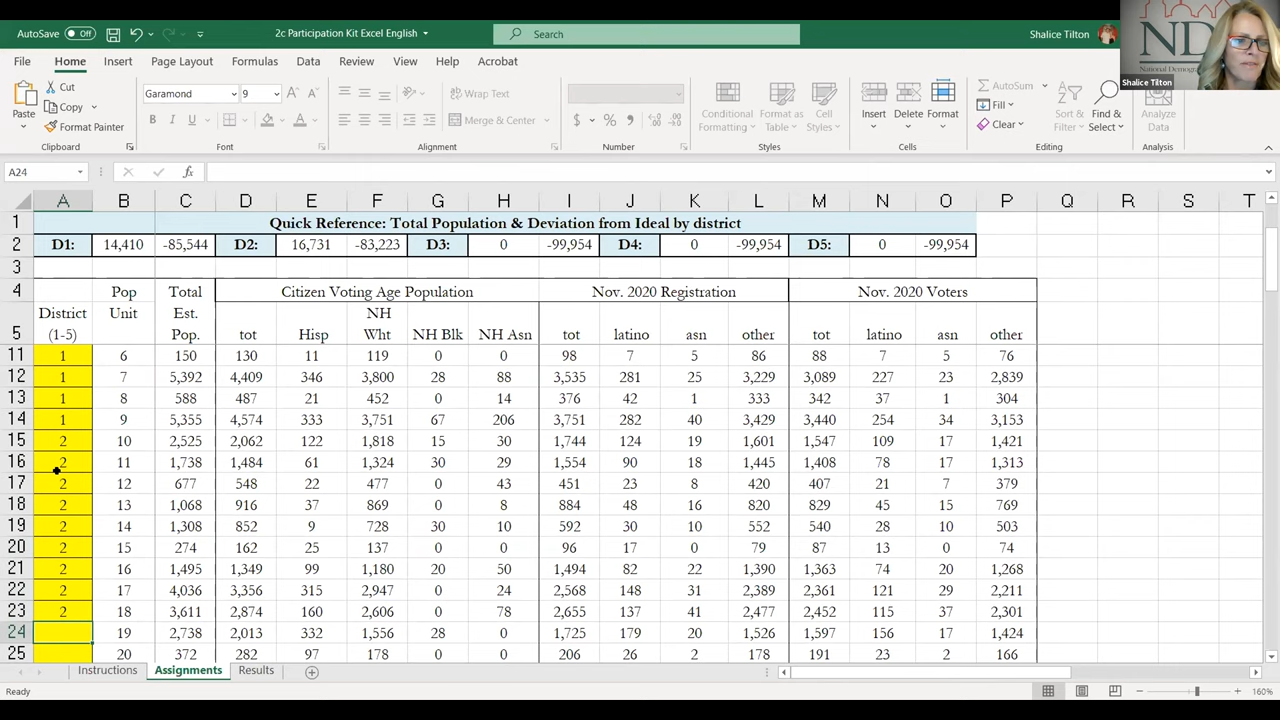 AutoSave Off 2c Participation Kit Excel English Search Shalice Tilton
ND
National Demog
Shalice Tilton
File Home Insert Page Layout Formulas Data Review View Help Acrobat
Paste Cut Copy Format Painter Clipboard
Garamond 9 A A B I U A Font
Wrap Text Merge & Center Alignment
$ % , Number
Conditional Formatting Format as Table Cell Styles Styles
Insert Delete Format Cells
AutoSum Fill Clear Sort & Filter Find & Select Editing
Analyze Data Analysis
A24 fx
A B C D E F G H I J K L M N O P Q R S T
1 Quick Reference: Total Population & Deviation from Ideal by district
2 D1: 14,410 -85,544 D2: 16,731 -83,223 D3: 0 -99,954 D4: 0 -99,954 D5: 0 -99,954
3
4 Pop Total Citizen Voting Age Population Nov. 2020 Registration Nov. 2020 Voters
District Unit Est. NH
5 (1-5) Pop. tot Hisp Wht NH Blk NH Asn tot latino asn other tot latino asn other
11 1 6 150 130 11 119 0 0 98 7 5 86 88 7 5 76
12 1 7 5,392 4,409 346 3,800 28 88 3,535 281 25 3,229 3,089 227 23 2,839
13 1 8 588 487 21 452 0 14 376 42 1 333 342 37 1 304
14 1 9 5,355 4,574 333 3,751 67 206 3,751 282 40 3,429 3,440 254 34 3,153
15 2 10 2,525 2,062 122 1,818 15 30 1,744 124 19 1,601 1,547 109 17 1,421
16 2 11 1,738 1,484 61 1,324 30 29 1,554 90 18 1,445 1,408 78 17 1,313
17 2 12 677 548 22 477 0 43 451 23 8 420 407 21 7 379
18 2 13 1,068 916 37 869 0 8 884 48 16 820 829 45 15 769
19 2 14 1,308 852 9 728 30 10 592 30 10 552 540 28 10 503
20 2 15 274 162 25 137 0 0 96 17 0 79 87 13 0 74
21 2 16 1,495 1,349 99 1,180 20 50 1,494 82 22 1,390 1,363 74 20 1,268
22 2 17 4,036 3,356 315 2,947 0 24 2,568 148 31 2,389 2,361 121 29 2,211
23 2 18 3,611 2,874 160 2,606 0 78 2,655 137 41 2,477 2,452 115 37 2,301
24 19 2,738 2,013 332 1,556 28 0 1,725 179 20 1,526 1,597 156 17 1,424
25 20 372 282 97 178 0 0 206 26 2 178 191 23 2 166
Instructions Assignments Results
Ready 160%